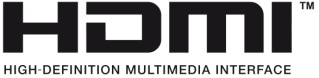 HDMI™
HIGH-DEFINITION MULTIMEDIA INTERFACE